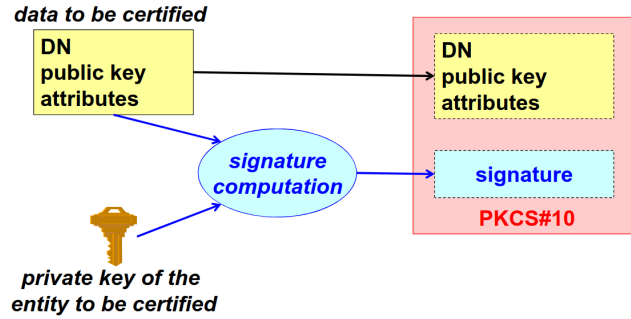 data to be certified
DN
public key
attributes
DN
public key
attributes
signature
computation
signature
PKCS#10
private key of the
entity to be certified